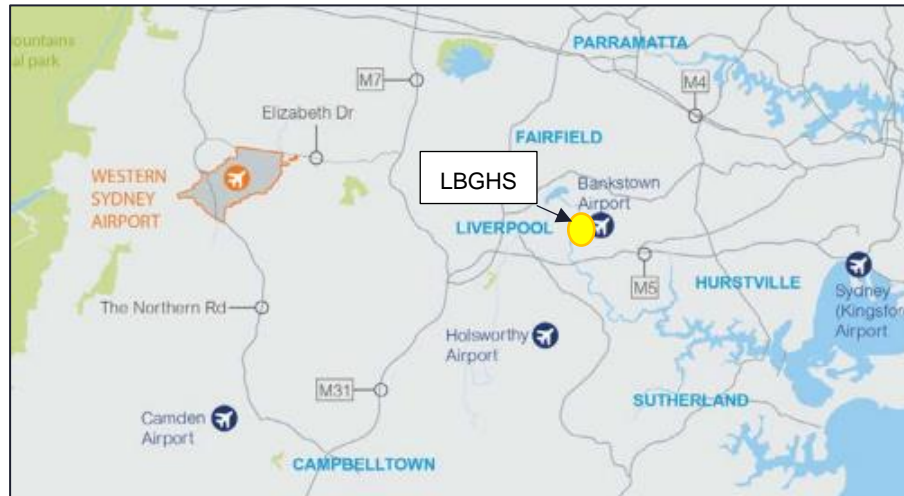 ountains
al park
PARRAMATTA
M7
M4
Elizabeth Dr
FAIRFIELD
WESTERN
SYDNEY
AIRPORT
LBGHS
Bankstown
Airport
LIVERPOOL
M5
HURSTVILLE
Sydney
(Kingsfor
Airport
The Northern Rd
Holsworthy
Airport
M31
SUTHERLAND
Camden
Airport
CAMPBELLTOWN